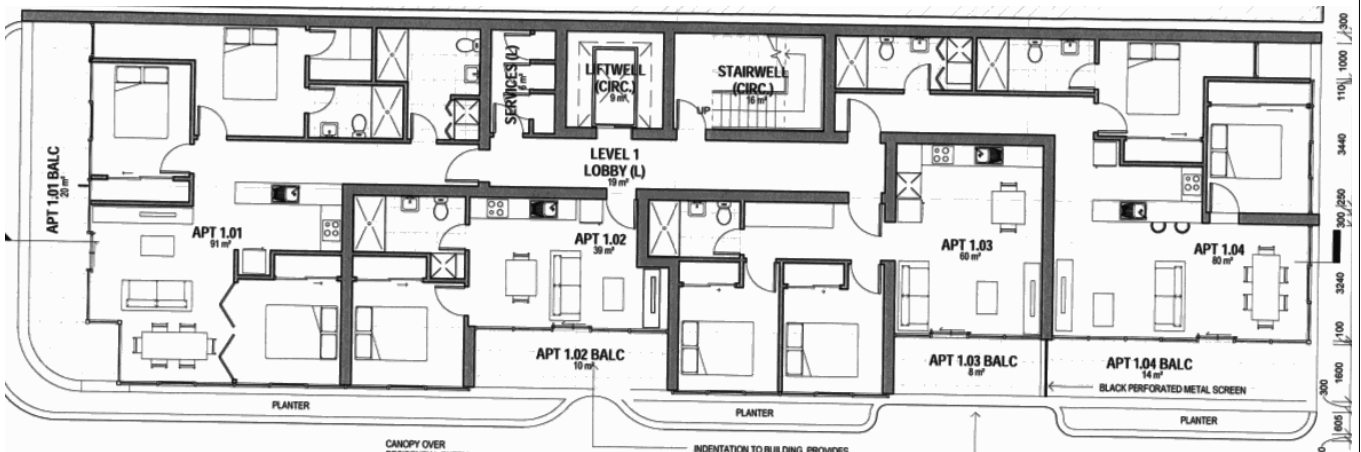 SERVICES (L)
6 m²
LIFTWELL
(CIRC.)
9 m²
STAIRWELL
(CIRC.)
16 m²
UP
LEVEL 1
LOBBY (L)
19 m²
APT 1.01 BALC
20 m²
APT 1.01
91 m²
APT 1.02
39 m²
APT 1.03
60 m²
APT 1.04
80 m²
APT 1.02 BALC
10 m²
APT 1.03 BALC
8 m²
APT 1.04 BALC
14 m²
BLACK PERFORATED METAL SCREEN
PLANTER
PLANTER
PLANTER
CANOPY OVER
INDENTATION TO BUILDING PROVIDES
300
1000
110
3440
250
300
3240
100
1600
300
605